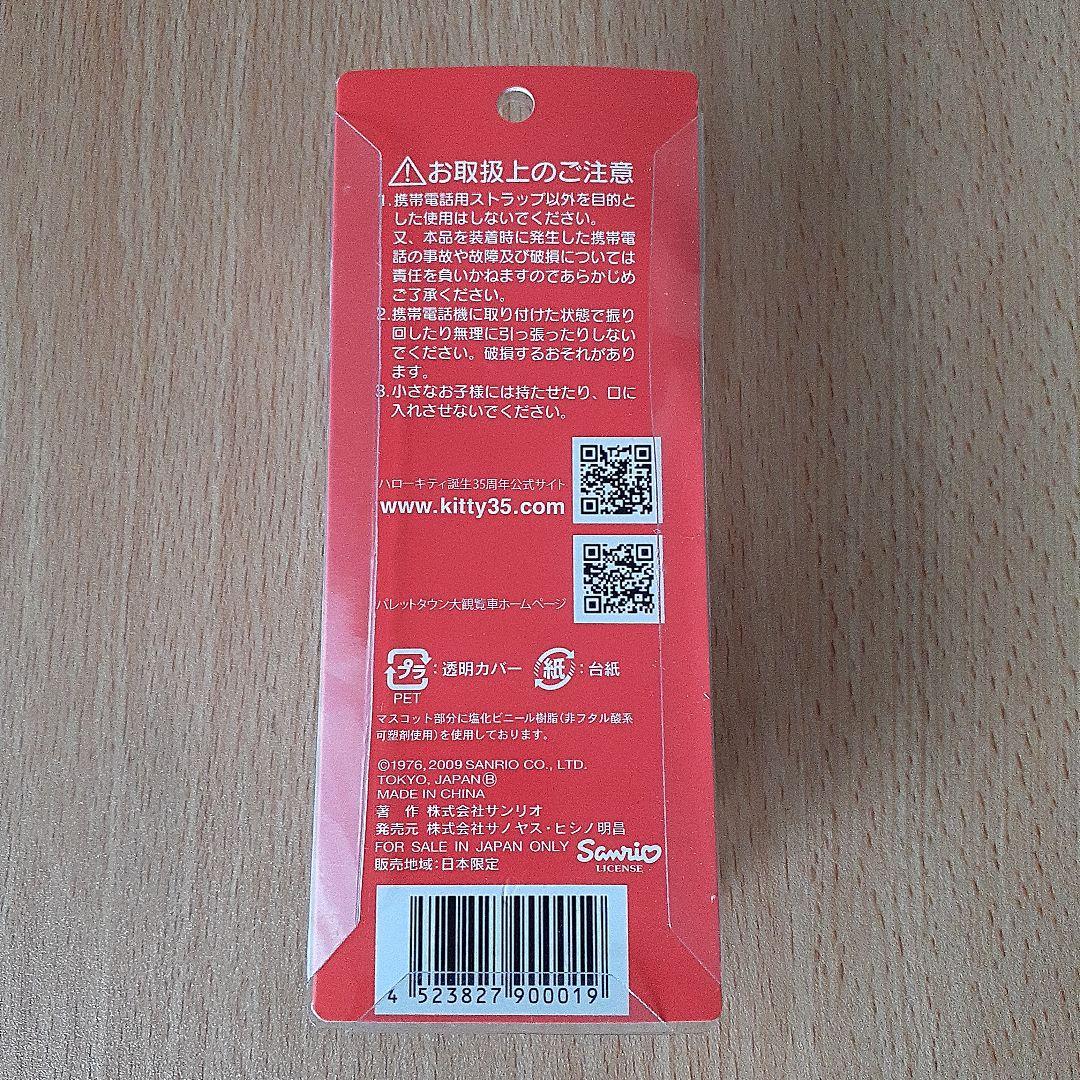 お取扱上のご注意
1.携帯電話用ストラップ以外を目的と
した使用はしないでください。
又、本品を装着時に発生した携帯電
話の事故や故障及び破損については
責任を負いかねますのであらかじめ
ご了承ください。
2.携帯電話機に取り付けた状態で振り
回したり無理に引っ張ったりしない
でください。破損するおそれがあり
ます。
3.小さなお子様には持たせたり、口に
入れさせないでください。
ハローキティ誕生35周年公式サイト
www.kitty35.com
パレットタウン大観覧車ホームページ
プラ:透明カバー 紙:台紙
PET
マスコット部分に塩化ビニール樹脂(非フタル酸系
可塑剤使用)を使用しております。
©1976, 2009 SANRIO CO., LTD.
TOKYO, JAPAN Ⓑ
MADE IN CHINA
著 作 株式会社サンリオ
発売元 株式会社サノヤス・ヒシノ明昌
FOR SALE IN JAPAN ONLY
販売地域:日本限定
Sanrio
LICENSE
4 523827 900019